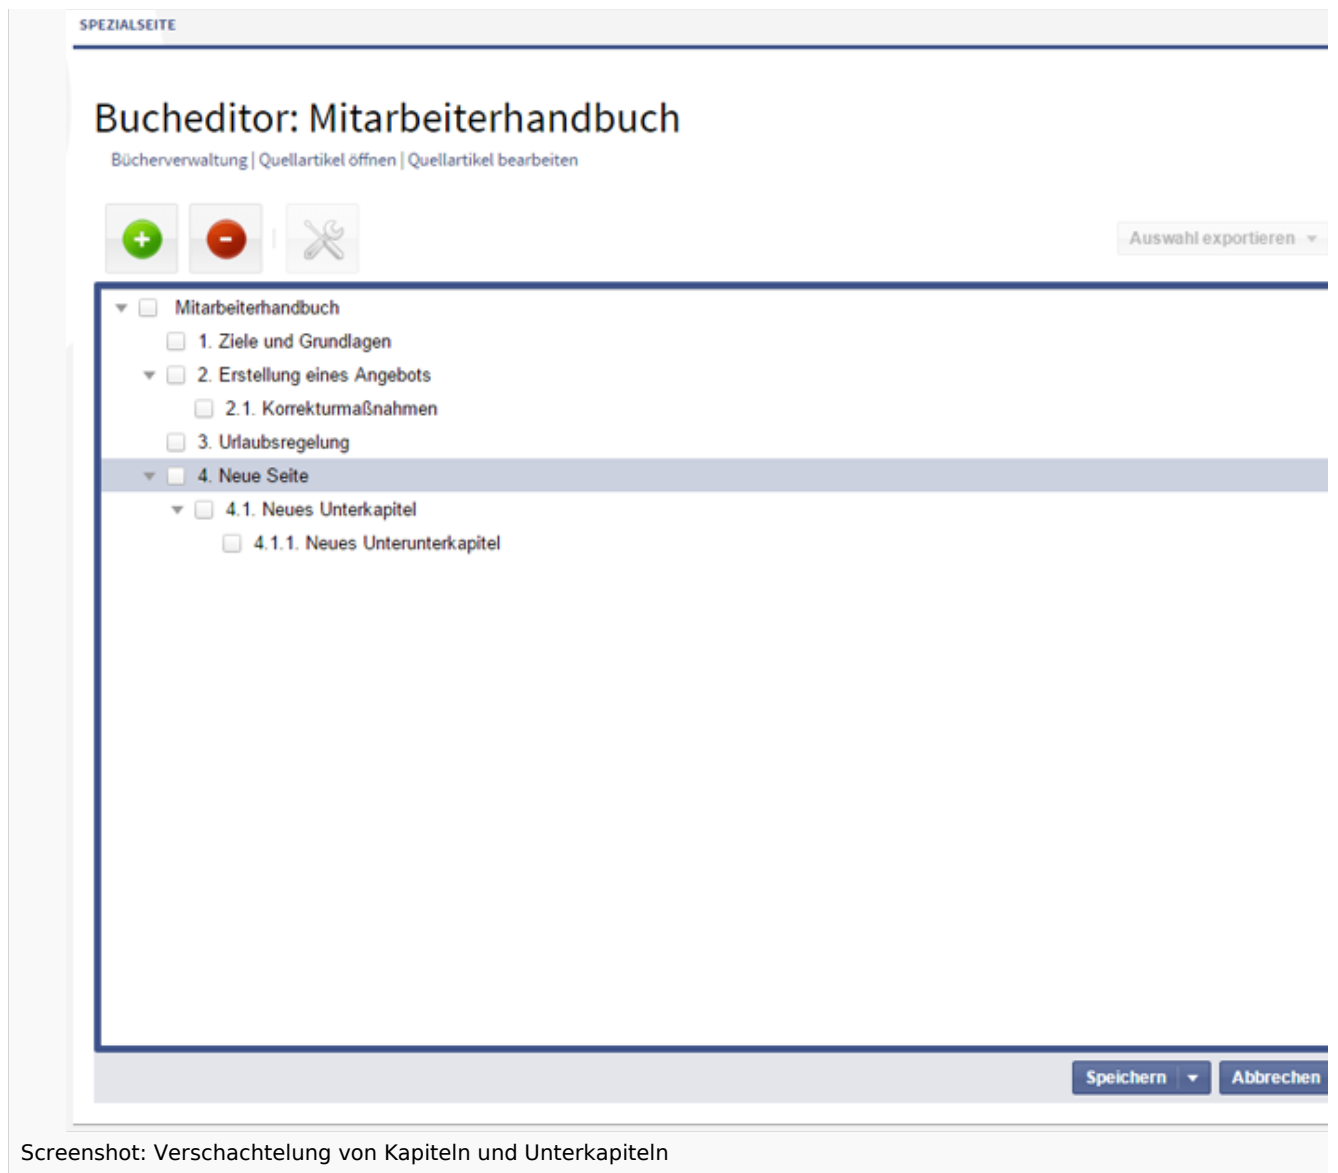 SPEZIALSEITE
Bucheditor: Mitarbeiterhandbuch
Bücherverwaltung | Quellartikel öffnen | Quellartikel bearbeiten
Auswahl exportieren
Mitarbeiterhandbuch
1. Ziele und Grundlagen
2. Erstellung eines Angebots
2.1. Korrekturmaßnahmen
3. Urlaubsregelung
4. Neue Seite
4.1. Neues Unterkapitel
4.1.1. Neues Unterunterkapitel
Speichern Abbrechen
Screenshot: Verschachtelung von Kapiteln und Unterkapiteln